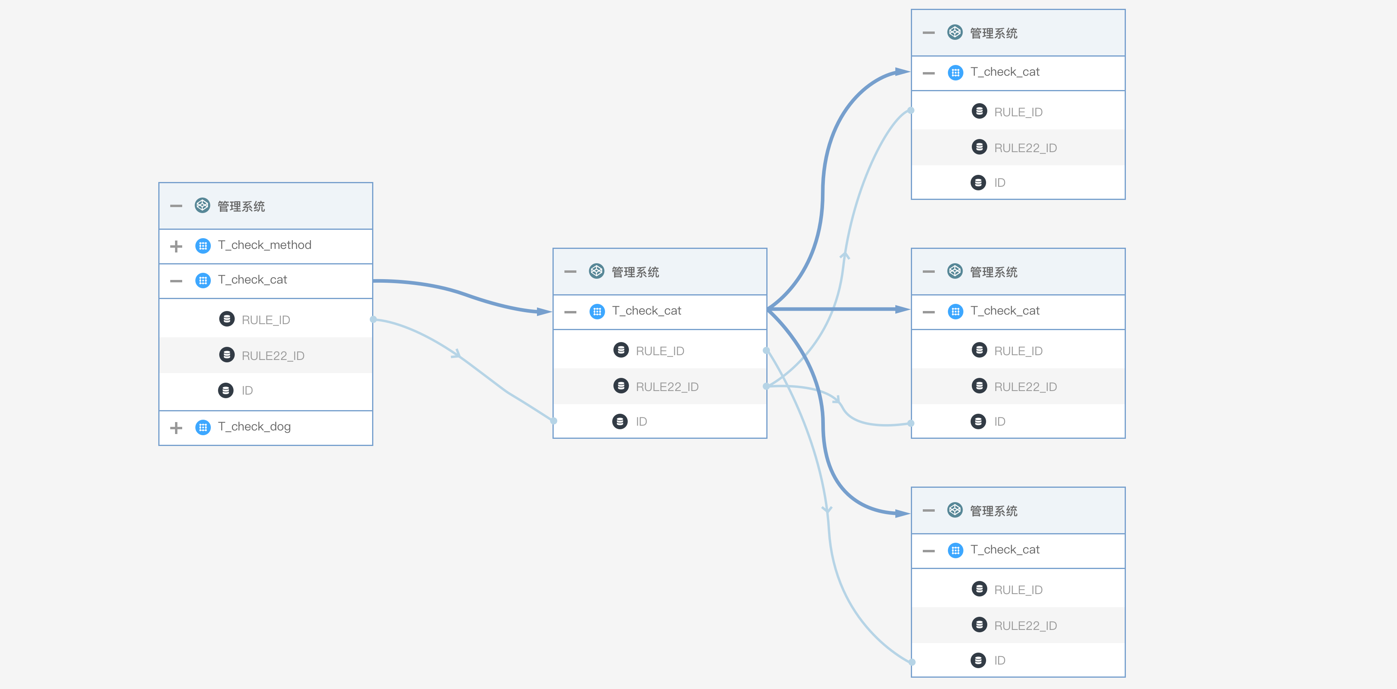 管理系统
T_check_method
T_check_cat
RULE_ID
RULE22_ID
ID
T_check_dog
管理系统
T_check_cat
RULE_ID
RULE22_ID
ID
管理系统
T_check_cat
RULE_ID
RULE22_ID
ID
管理系统
T_check_cat
RULE_ID
RULE22_ID
ID
管理系统
T_check_cat
RULE_ID
RULE22_ID
ID